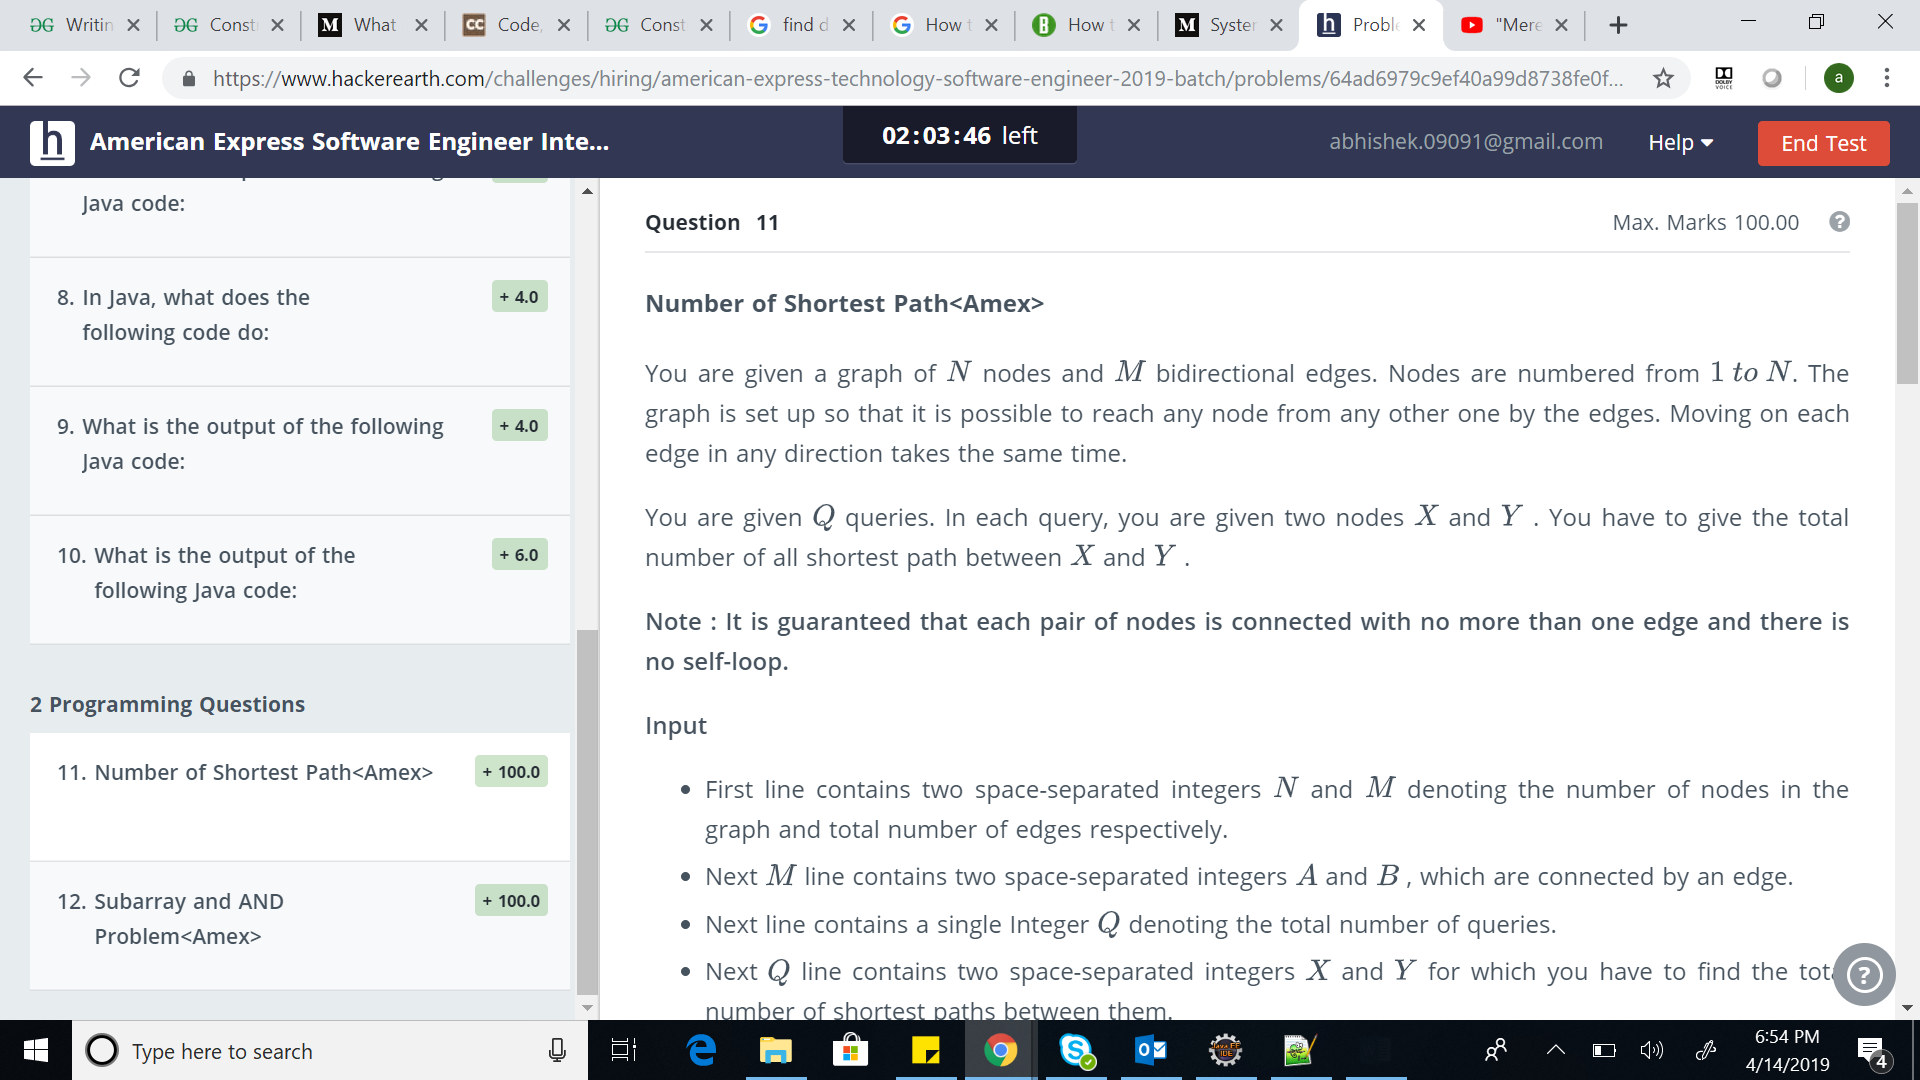 Writin
Const
What
Code,
Const
find d
How t
How t
Syster
Proble
"Mere
https://www.hackerearth.com/challenges/hiring/american-express-technology-software-engineer-2019-batch/problems/64ad6979c9ef40a99d8738fe0f...
a
h American Express Software Engineer Inte...
02:03:46 left
abhishek.09091@gmail.com
Help
End Test
Java code:
8. In Java, what does the + 4.0
following code do:
9. What is the output of the following + 4.0
Java code:
10. What is the output of the + 6.0
following Java code:
2 Programming Questions
11. Number of Shortest Path<Amex> + 100.0
12. Subarray and AND + 100.0
Problem<Amex>
Question 11
Max. Marks 100.00 ?
Number of Shortest Path<Amex>
You are given a graph of N nodes and M bidirectional edges. Nodes are numbered from 1 to N. The
graph is set up so that it is possible to reach any node from any other one by the edges. Moving on each
edge in any direction takes the same time.
You are given Q queries. In each query, you are given two nodes X and Y . You have to give the total
number of all shortest path between X and Y .
Note : It is guaranteed that each pair of nodes is connected with no more than one edge and there is
no self-loop.
Input
• First line contains two space-separated integers N and M denoting the number of nodes in the
graph and total number of edges respectively.
• Next M line contains two space-separated integers A and B , which are connected by an edge.
• Next line contains a single Integer Q denoting the total number of queries.
• Next Q line contains two space-separated integers X and Y for which you have to find the tota
number of shortest paths between them.
?
Type here to search
6:54 PM
4/14/2019
4